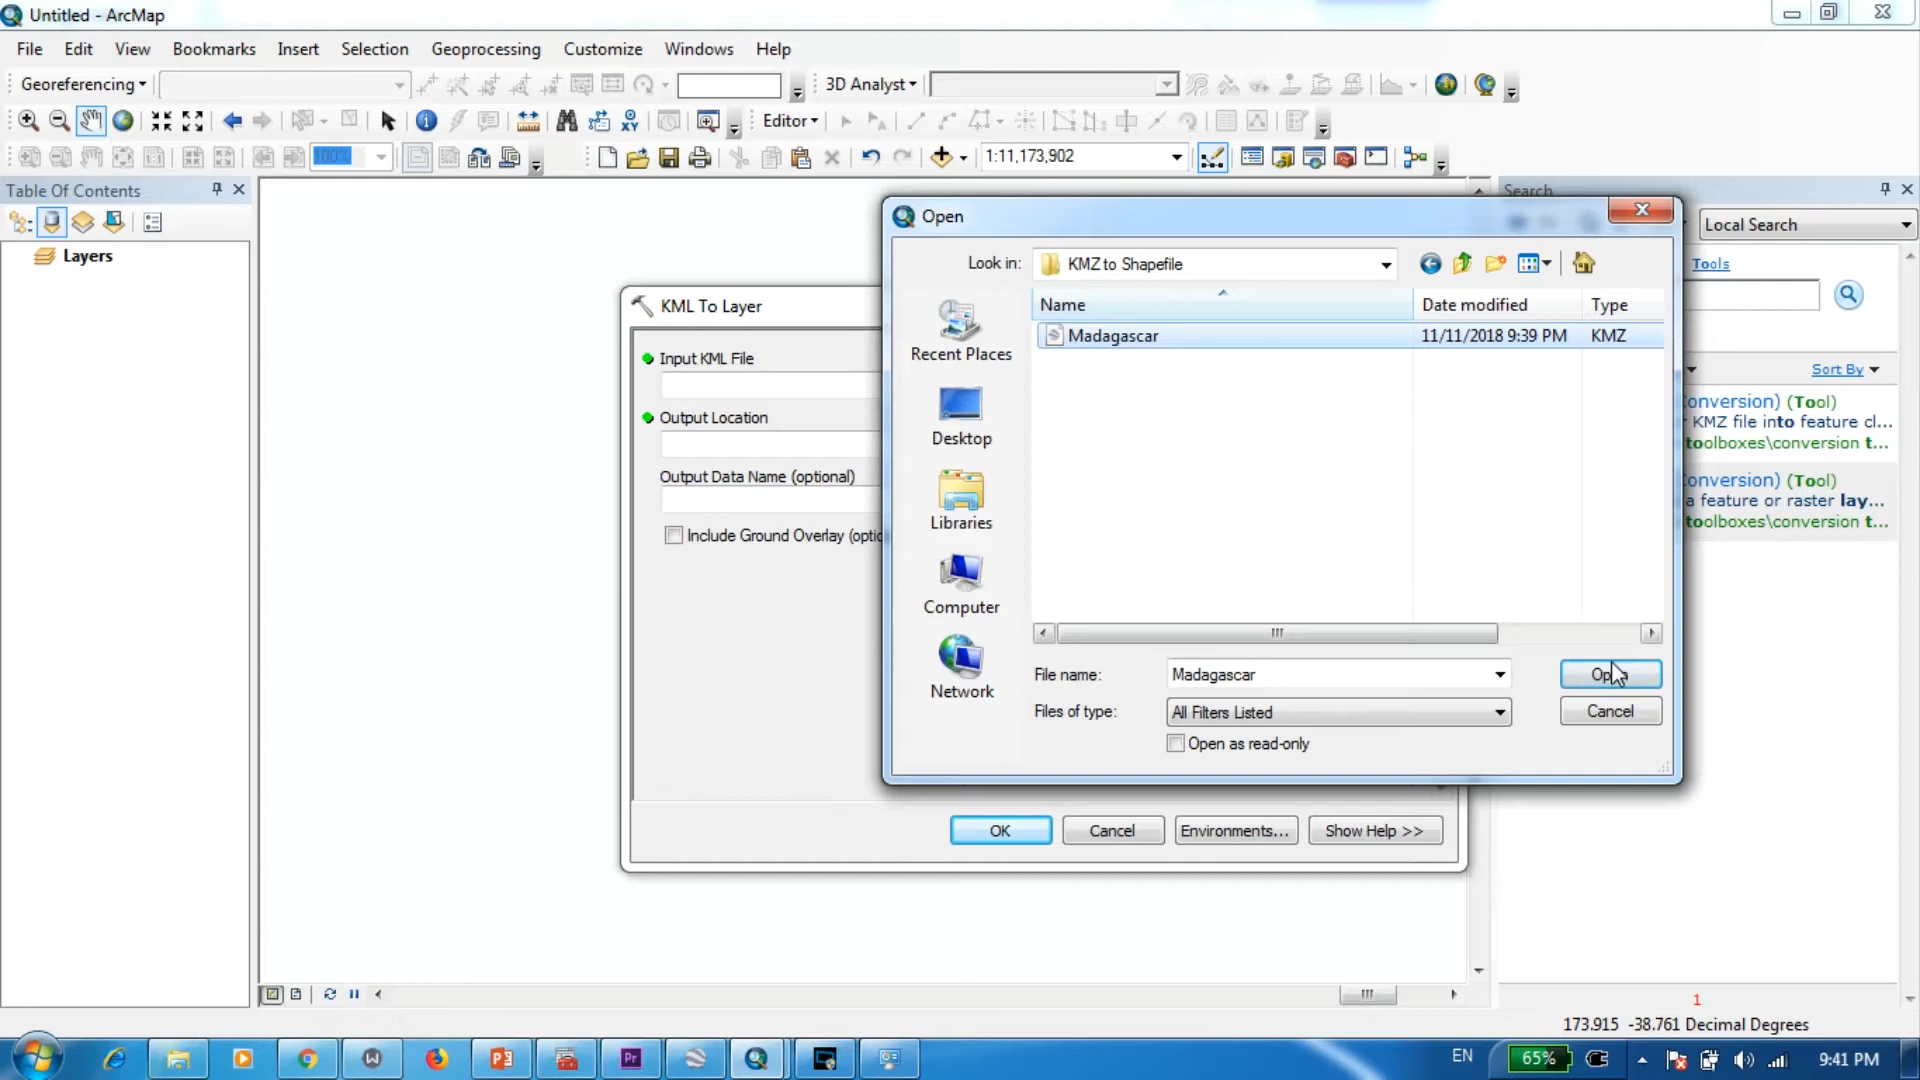 Untitled - ArcMap
File Edit View Bookmarks Insert Selection Geoprocessing Customize Windows Help
Georeferencing 3D Analyst
Editor
100% 1:11,173,902
Table Of Contents
Layers
Search
Local Search
Tools
Sort By
onversion) (Tool)
r KMZ file into feature cl...
toolboxes\conversion t...
onversion) (Tool)
a feature or raster lay...
toolboxes\conversion t...
1
KML To Layer
Input KML File
Output Location
Output Data Name (optional)
Include Ground Overlay (optio
OK Cancel Environments... Show Help >>
Open
Look in: KMZ to Shapefile
Name Date modified Type
Madagascar 11/11/2018 9:39 PM KMZ
Recent Places
Desktop
Libraries
Computer
Network
File name: Madagascar Open
Files of type: All Filters Listed Cancel
Open as read-only
173.915 -38.761 Decimal Degrees
EN 65% 9:41 PM